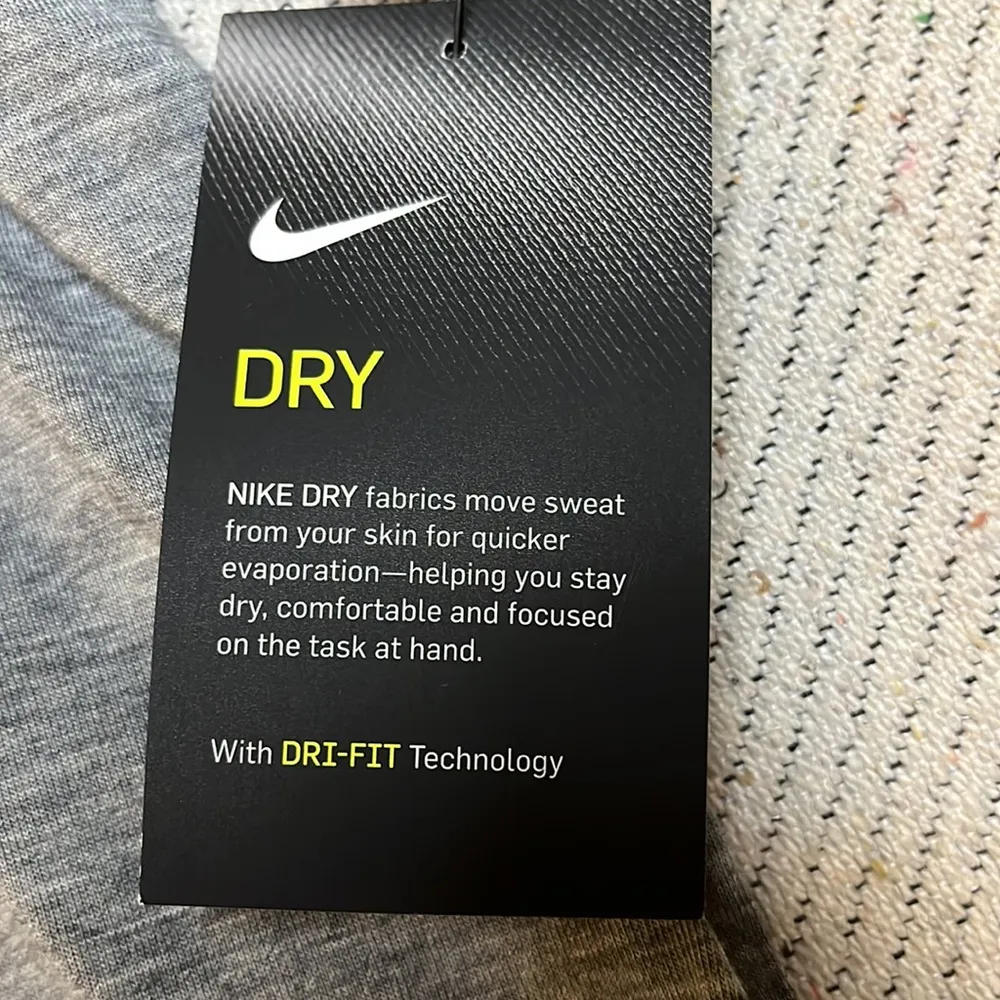 DRY
NIKE DRY fabrics move sweat
from your skin for quicker
evaporation—helping you stay
dry, comfortable and focused
on the task at hand.
With DRI-FIT Technology